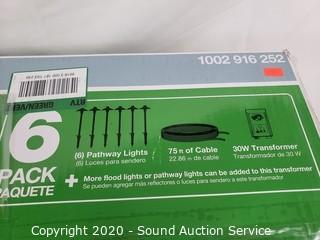 1002 916 252
RTV
GREEN/VE
6
PACK
PAQUETE
(6) Pathway Lights
(6) Luces para sendero
75 ft of Cable
22.86 m de cable
30W Transformer
Transformador de 30 W
+ More flood lights or pathway lights can be added to this transformer
Se pueden agregar más reflectores o luces para sendero a este transformador
Copyright 2020 - Sound Auction Service